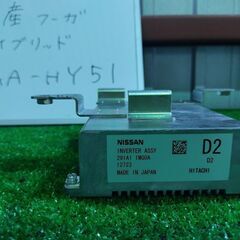 産 フーガ
イブリッド
A-HY51
NISSAN
INVERTER ASSY
291A1 1MG0A
12723
MADE IN JAPAN
D2
D2
HITACHI